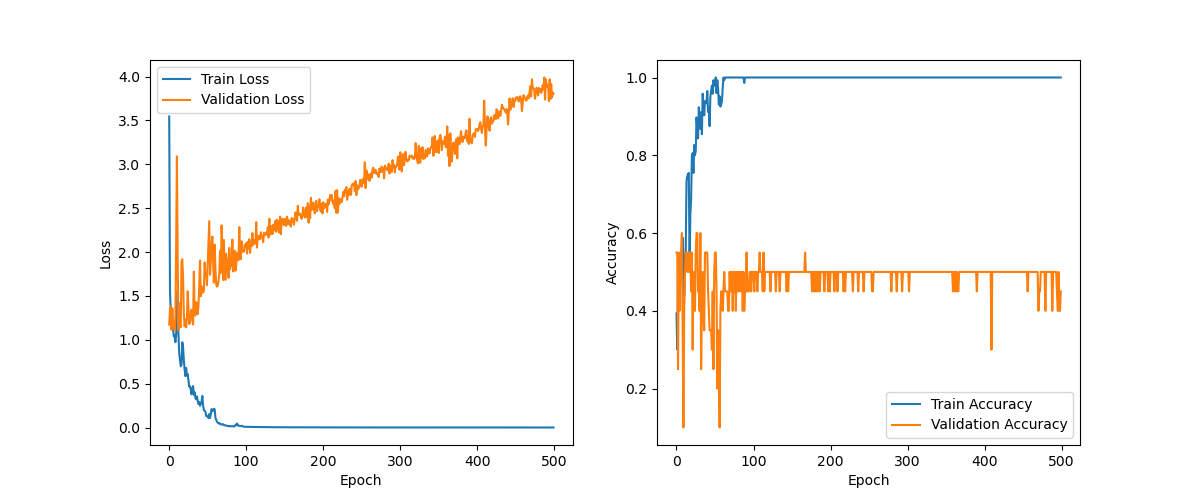 Train Loss
Validation Loss
4.0
3.5
3.0
2.5
2.0
1.5
1.0
0.5
0.0
Loss
0 100 200 300 400 500
Epoch
1.0
0.8
0.6
0.4
0.2
Accuracy
Train Accuracy
Validation Accuracy
0 100 200 300 400 500
Epoch